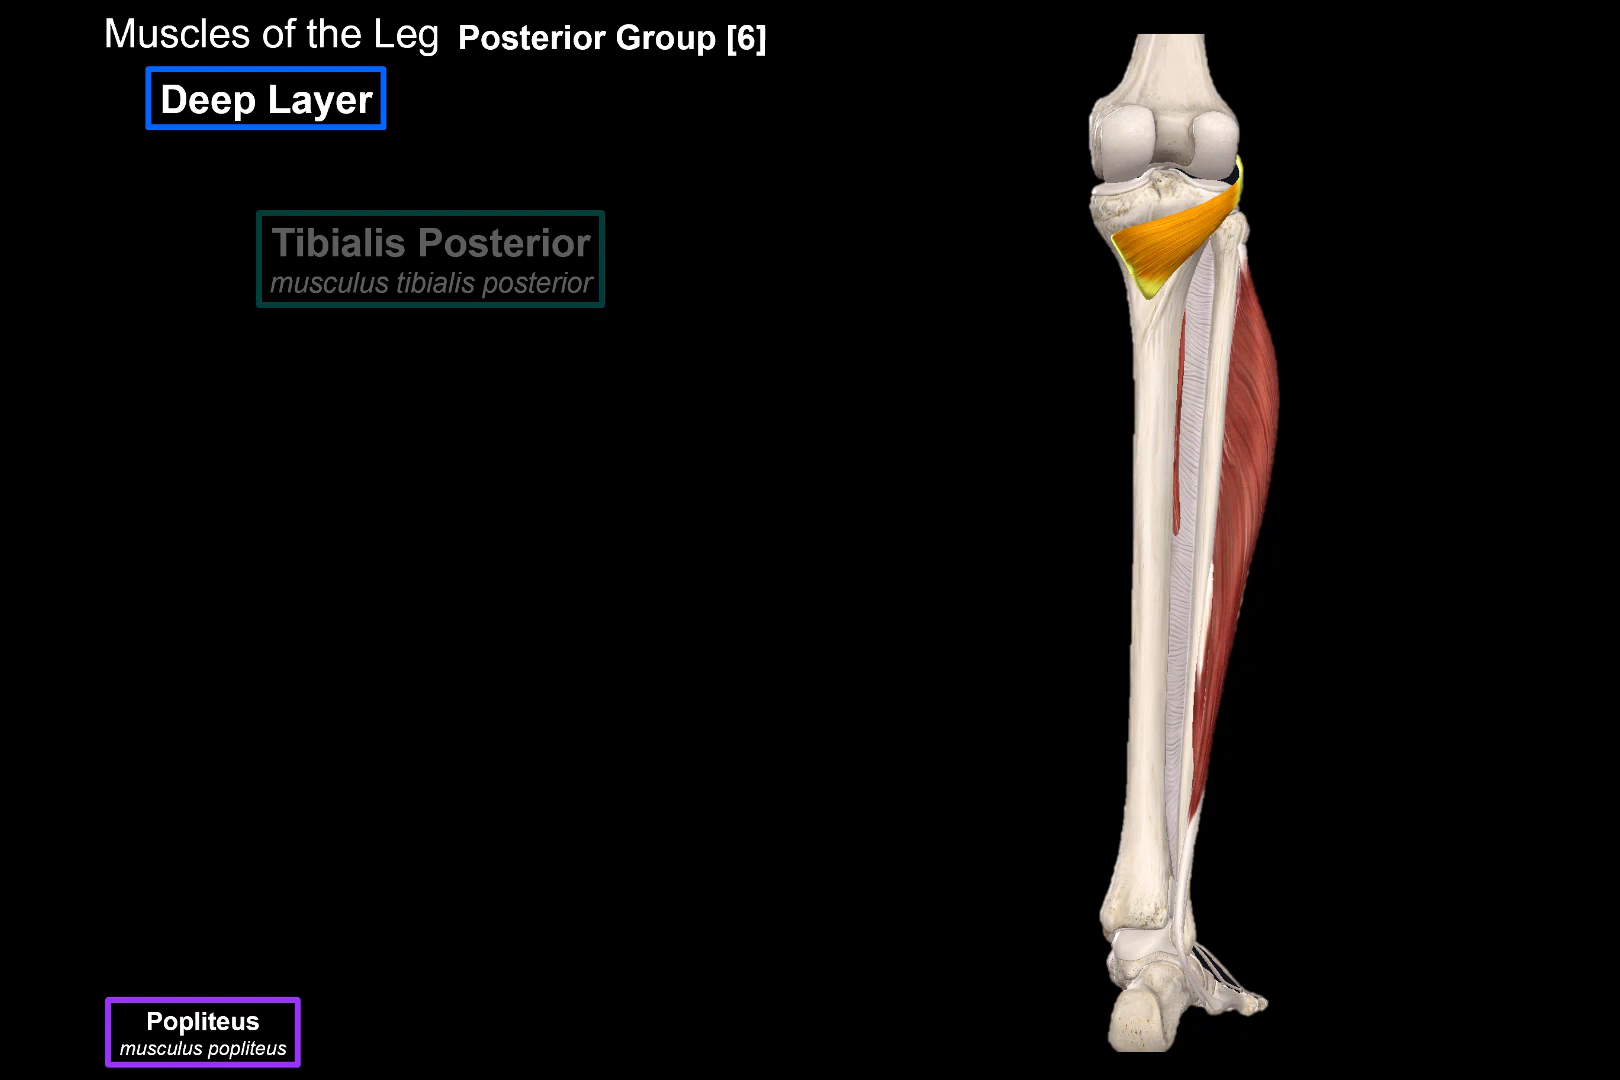 Muscles of the Leg Posterior Group [6]
Deep Layer
Tibialis Posterior
musculus tibialis posterior
Popliteus
musculus popliteus